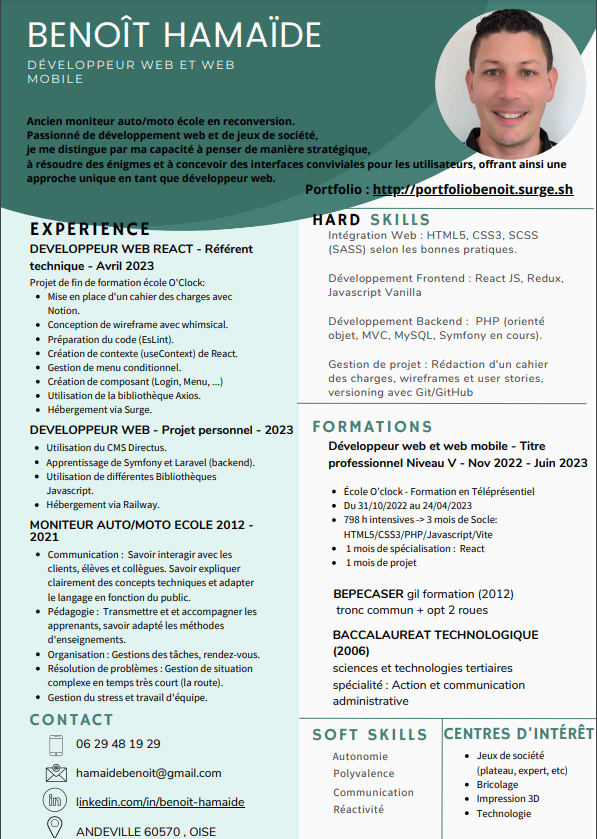 BENOÎT HAMAÏDE
DÉVELOPPEUR WEB ET WEB
MOBILE
Ancien moniteur auto/moto école en reconversion.
Passionné de développement web et de jeux de société,
je me distingue par ma capacité à penser de manière stratégique,
à résoudre des énigmes et à concevoir des interfaces conviviales pour les utilisateurs, offrant ainsi une
approche unique en tant que développeur web.
Portfolio : http://portfoliobenoit.surge.sh
EXPERIENCE
DEVELOPPEUR WEB REACT - Référent
technique - Avril 2023
Projet de fin de formation école O'Clock:
• Mise en place d'un cahier des charges avec
Notion.
• Conception de wireframe avec whimsical.
• Préparation du code (EsLint).
• Création de contexte (useContext) de React.
• Gestion de menu conditionnel.
• Création de composant (Login, Menu, ...)
• Utilisation de la bibliothèque Axios.
• Hébergement via Surge.
DEVELOPPEUR WEB - Projet personnel - 2023
• Utilisation du CMS Directus.
• Apprentissage de Symfony et Laravel (backend).
• Utilisation de différentes Bibliothèques
Javascript.
• Hébergement via Railway.
MONITEUR AUTO/MOTO ECOLE 2012 -
2021
• Communication : Savoir interagir avec les
clients, élèves et collègues. Savoir expliquer
clairement des concepts techniques et adapter
le langage en fonction du public.
• Pédagogie : Transmettre et et accompagner les
apprenants, savoir adapté les méthodes
d'enseignements.
• Organisation : Gestions des tâches, rendez-vous.
• Résolution de problèmes : Gestion de situation
complexe en temps très court (la route).
• Gestion du stress et travail d'équipe.
CONTACT
06 29 48 19 29
hamaidebenoit@gmail.com
linkedin.com/in/benoit-hamaide
ANDEVILLE 60570 , OISE
HARD SKILLS
Intégration Web : HTML5, CSS3, SCSS
(SASS) selon les bonnes pratiques.
Développement Frontend : React JS, Redux,
Javascript Vanilla
Développement Backend : PHP (orienté
objet, MVC, MySQL, Symfony en cours).
Gestion de projet : Rédaction d'un cahier
des charges, wireframes et user stories,
versioning avec Git/GitHub
FORMATIONS
Développeur web et web mobile - Titre
professionnel Niveau V - Nov 2022 - Juin 2023
• École O'clock - Formation en Téléprésentiel
• Du 31/10/2022 au 24/04/2023
• 798 h intensives -> 3 mois de Socle:
HTML5/CSS3/PHP/Javascript/Vite
• 1 mois de spécialisation : React
• 1 mois de projet
BEPECASER gil formation (2012)
tronc commun + opt 2 roues
BACCALAUREAT TECHNOLOGIQUE
(2006)
sciences et technologies tertiaires
spécialité : Action et communication
administrative
SOFT SKILLS
Autonomie
Polyvalence
Communication
Réactivité
CENTRES D'INTÉRÊT
• Jeux de société
(plateau, expert, etc)
• Bricolage
• Impression 3D
• Technologie